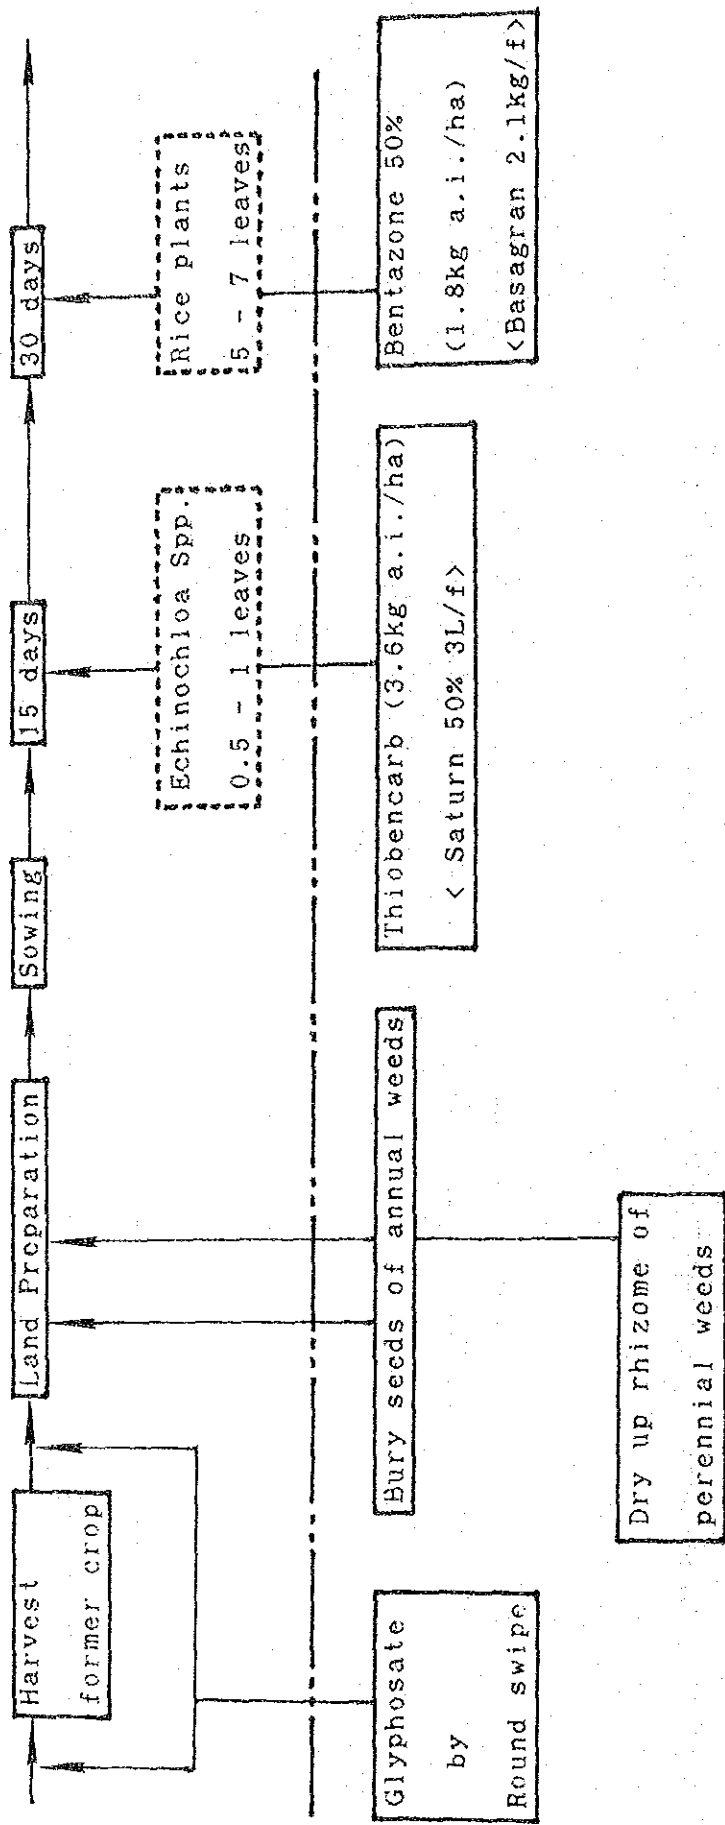 Harvest
former crop
Land Preparation
Sowing
15 days
30 days
Echinochloa Spp.
0.5 - 1 leaves
Rice plants
5 - 7 leaves
Glyphosate
by
Round swipe
Bury seeds of annual weeds
Dry up rhizome of
perennial weeds
Thiobencarb (3.6kg a.i./ha)
< Saturn 50% 3L/f>
Bentazone 50%
(1.8kg a.i./ha)
<Basagran 2.1kg/f>